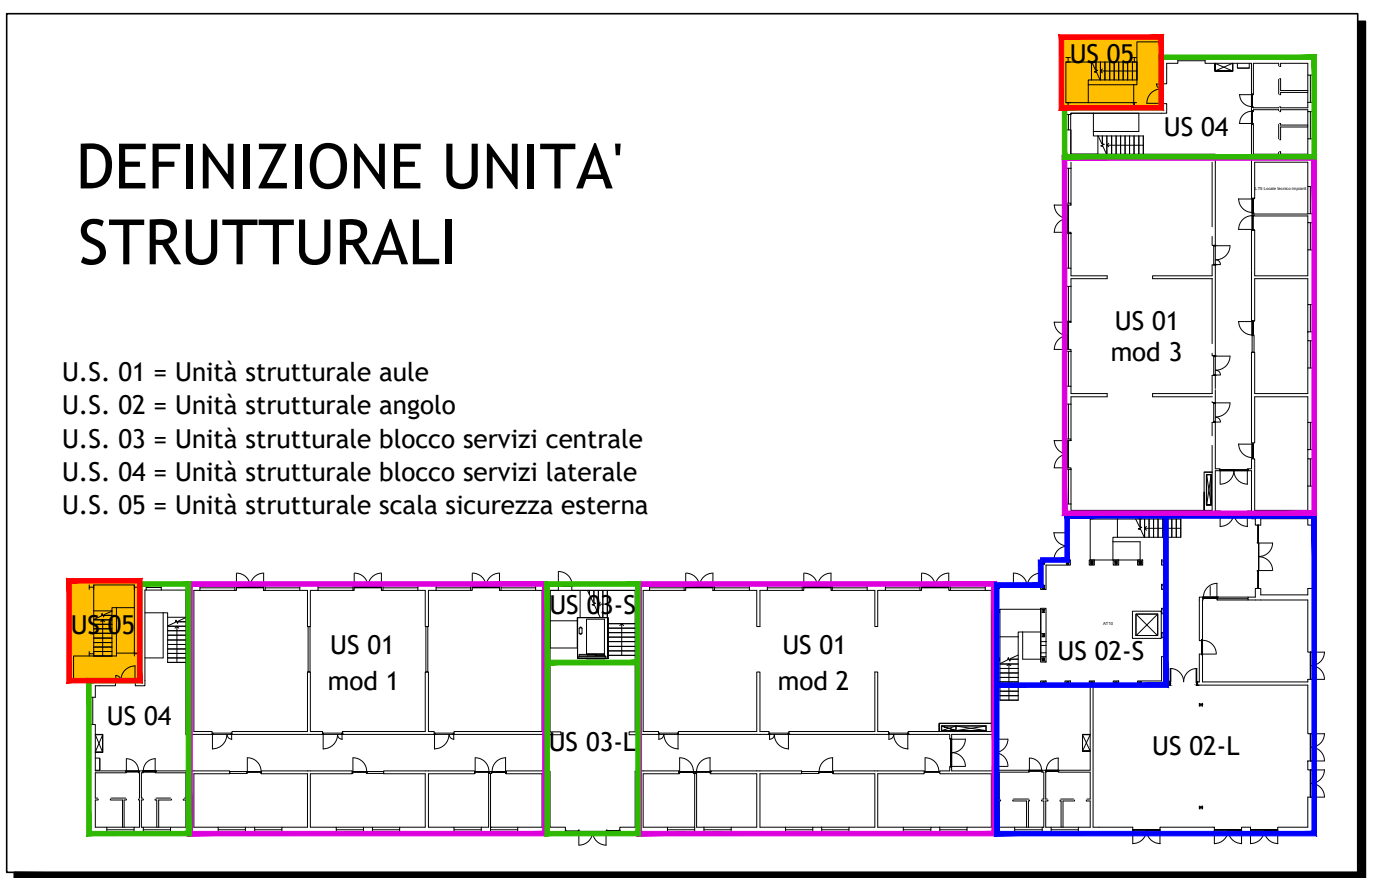 DEFINIZIONE UNITA'
STRUTTURALI
U.S. 01 = Unità strutturale aule
U.S. 02 = Unità strutturale angolo
U.S. 03 = Unità strutturale blocco servizi centrale
U.S. 04 = Unità strutturale blocco servizi laterale
U.S. 05 = Unità strutturale scala sicurezza esterna
US 05
US 04
US 01
mod 3
US 05
US 04
US 01
mod 1
US 03-S
US 03-L
US 01
mod 2
US 02-S
US 02-L